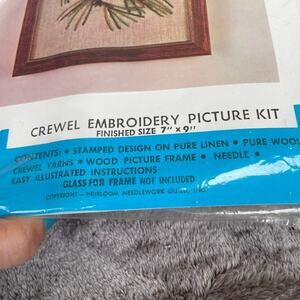 CREWEL EMBROIDERY PICTURE KIT
FINISHED SIZE 7" x 9"
CONTENTS: • STAMPED DESIGN ON PURE LINEN • PURE WOOL
CREWEL YARNS • WOOD PICTURE FRAME • NEEDLE •
EASY ILLUSTRATED INSTRUCTIONS
GLASS FOR FRAME NOT INCLUDED
COPYRIGHT— HEIRLOOM NEEDLEWORK GUILD, INC.